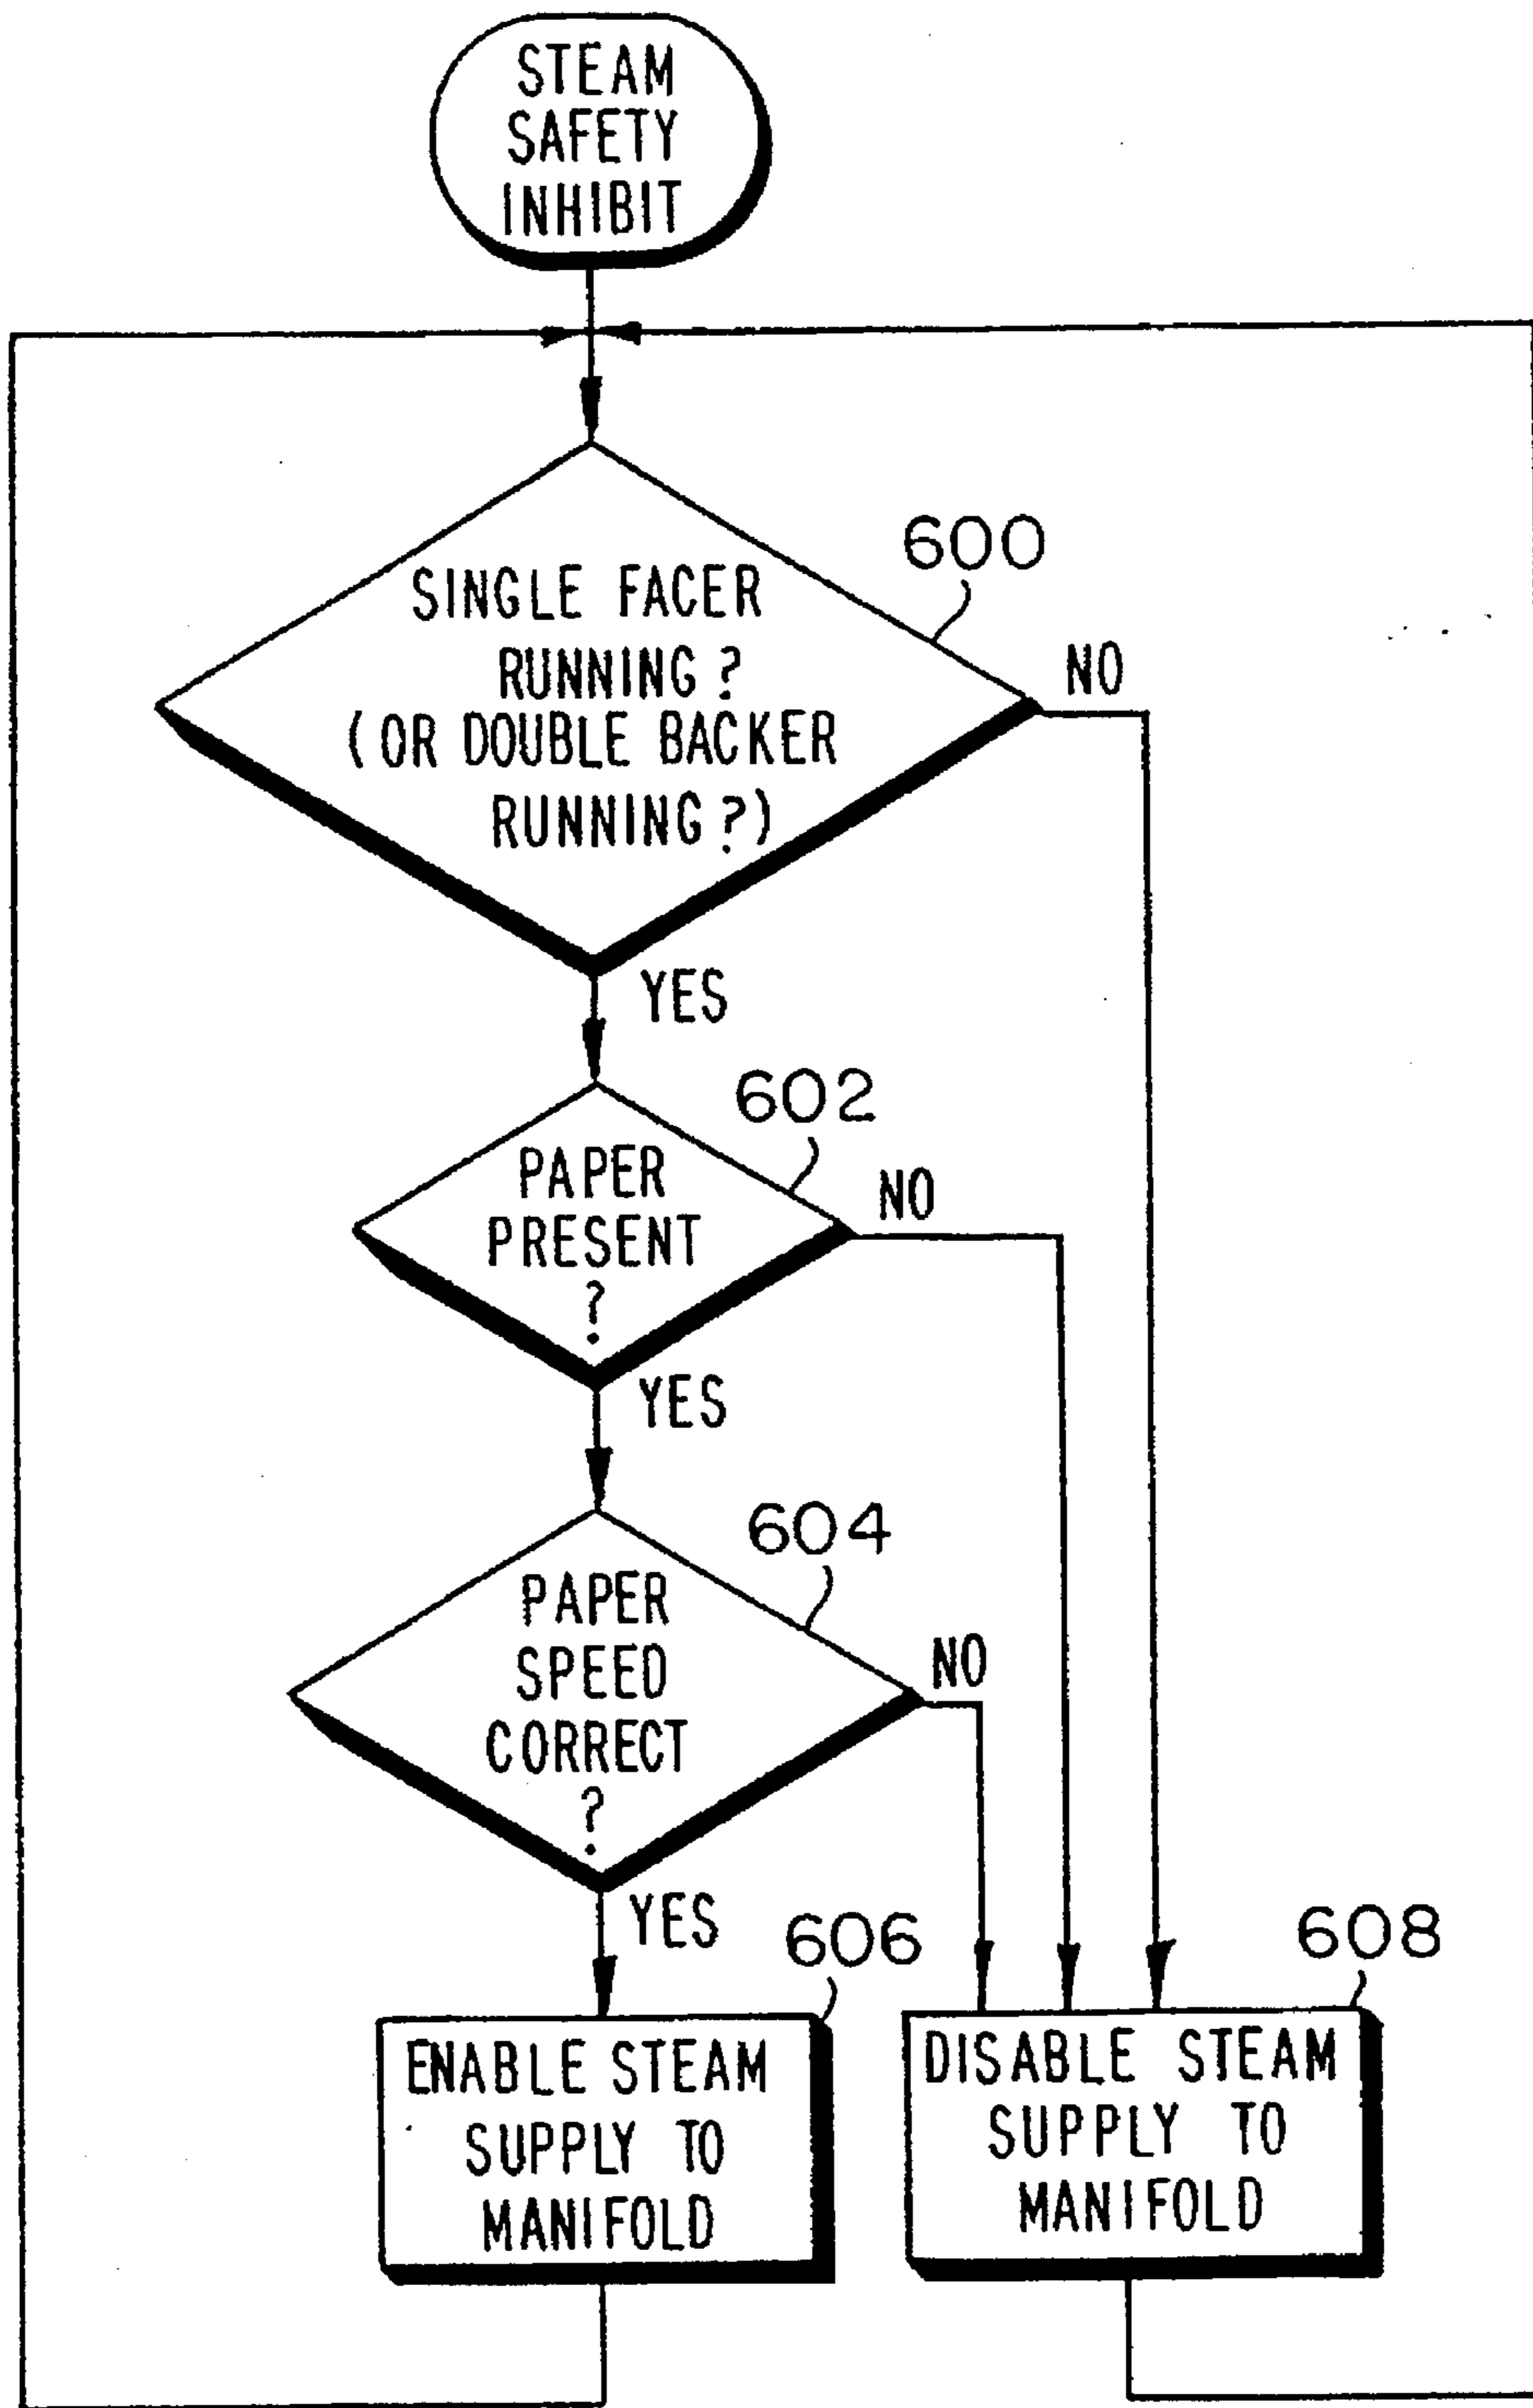 STEAM
SAFETY
INHIBIT
600
SINGLE FACER
RUNNING?
(OR DOUBLE BACKER
RUNNING?)
NO
YES
602
PAPER
PRESENT
?
NO
YES
604
PAPER
SPEED
CORRECT
?
NO
YES
606
ENABLE STEAM
SUPPLY TO
MANIFOLD
608
DISABLE STEAM
SUPPLY TO
MANIFOLD